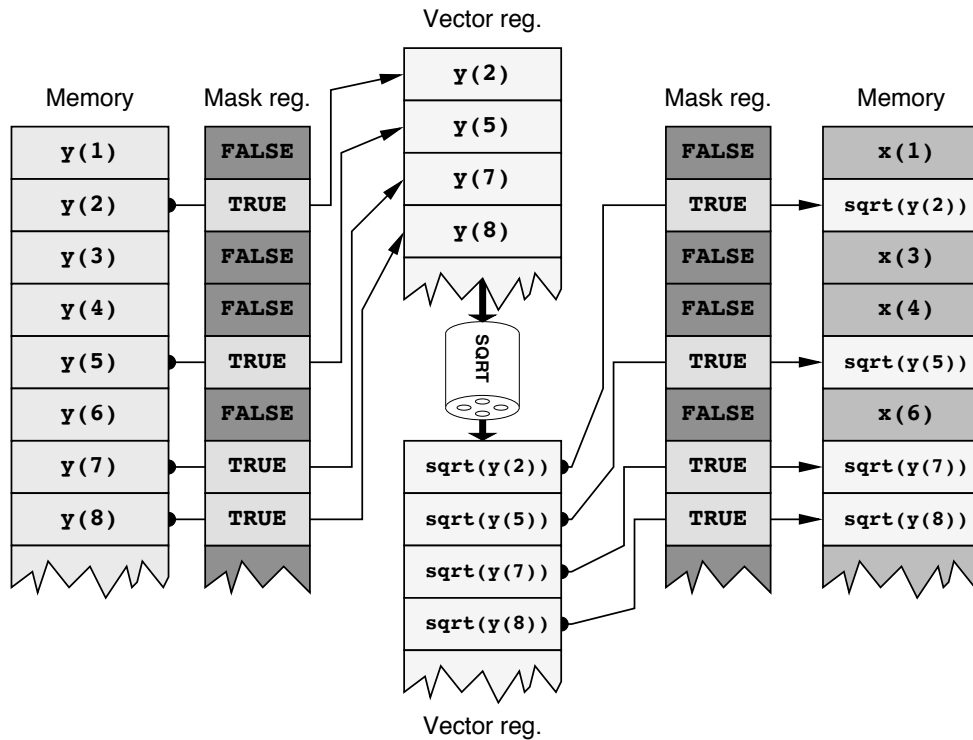 Vector reg.
Memory
Mask reg.
y(1)
y(2)
y(3)
y(4)
y(5)
y(6)
y(7)
y(8)
FALSE
TRUE
FALSE
FALSE
TRUE
FALSE
TRUE
TRUE
y(2)
y(5)
y(7)
y(8)
SQRT
sqrt(y(2))
sqrt(y(5))
sqrt(y(7))
sqrt(y(8))
Vector reg.
Mask reg.
Memory
FALSE
TRUE
FALSE
FALSE
TRUE
FALSE
TRUE
TRUE
x(1)
sqrt(y(2))
x(3)
x(4)
sqrt(y(5))
x(6)
sqrt(y(7))
sqrt(y(8))